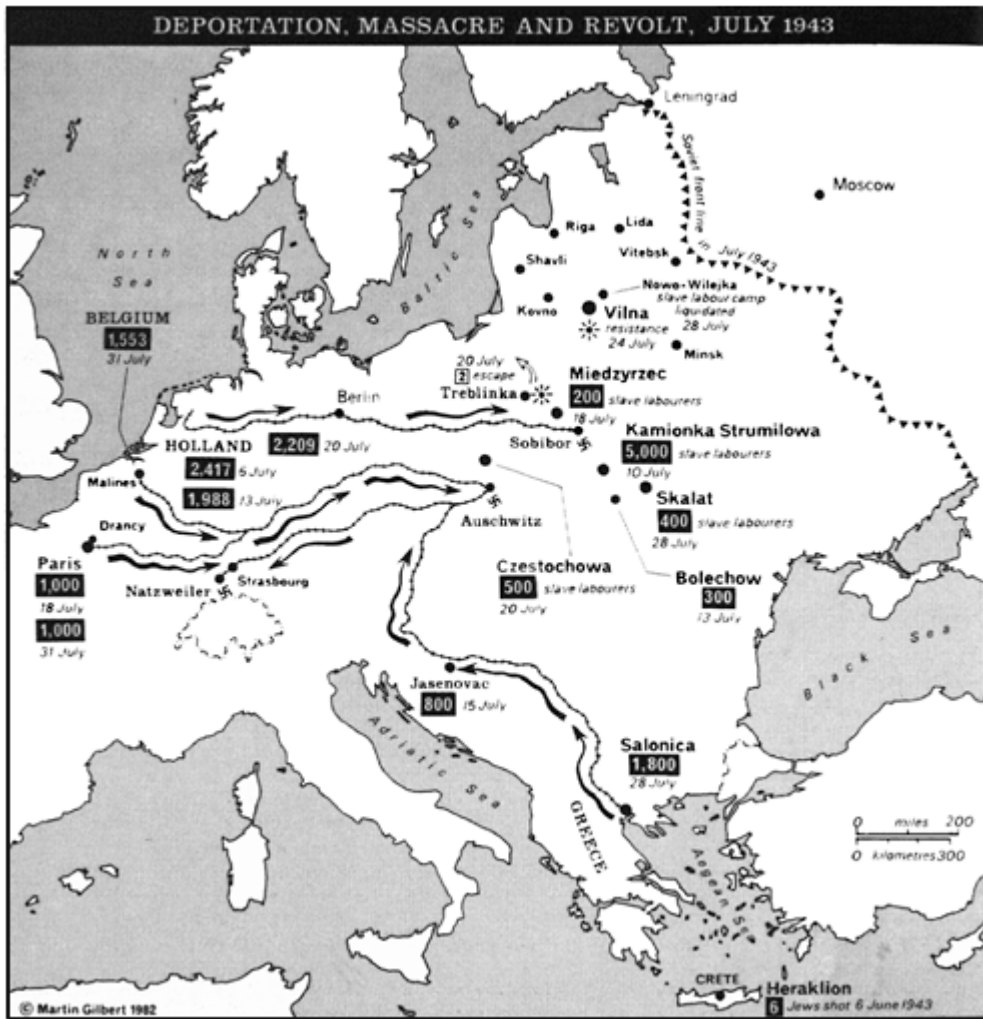 DEPORTATION, MASSACRE AND REVOLT, JULY 1943
Leningrad
Soviet front line
in July 1943
Moscow
Riga
Lida
Shavli
Vitebsk
Kovno
Nowo-Wilejka
slave labour camp
liquidated
28 July
Vilna
resistance
24 July
Minsk
North
Sea
Baltic Sea
BELGIUM
1,553
31 July
20 July
2 escape
Treblinka
Miedzyrzec
200 slave labourers
18 July
Berlin
Sobibor
Kamionka Strumilowa
5,000 slave labourers
10 July
HOLLAND
2,209 20 July
2,417 6 July
1,988 13 July
Malines
Skalat
400 slave labourers
28 July
Auschwitz
Drancy
Paris
1,000
18 July
1,000
31 July
Natzweiler
Strasbourg
Czestochowa
500 slave labourers
20 July
Bolechow
300
13 July
Black Sea
Jasenovac
800 15 July
Adriatic Sea
Salonica
1,800
28 July
GREECE
Aegean Sea
0 miles 200
0 kilometres 300
CRETE
Heraklion
6 Jews shot 6 June 1943
© Martin Gilbert 1982